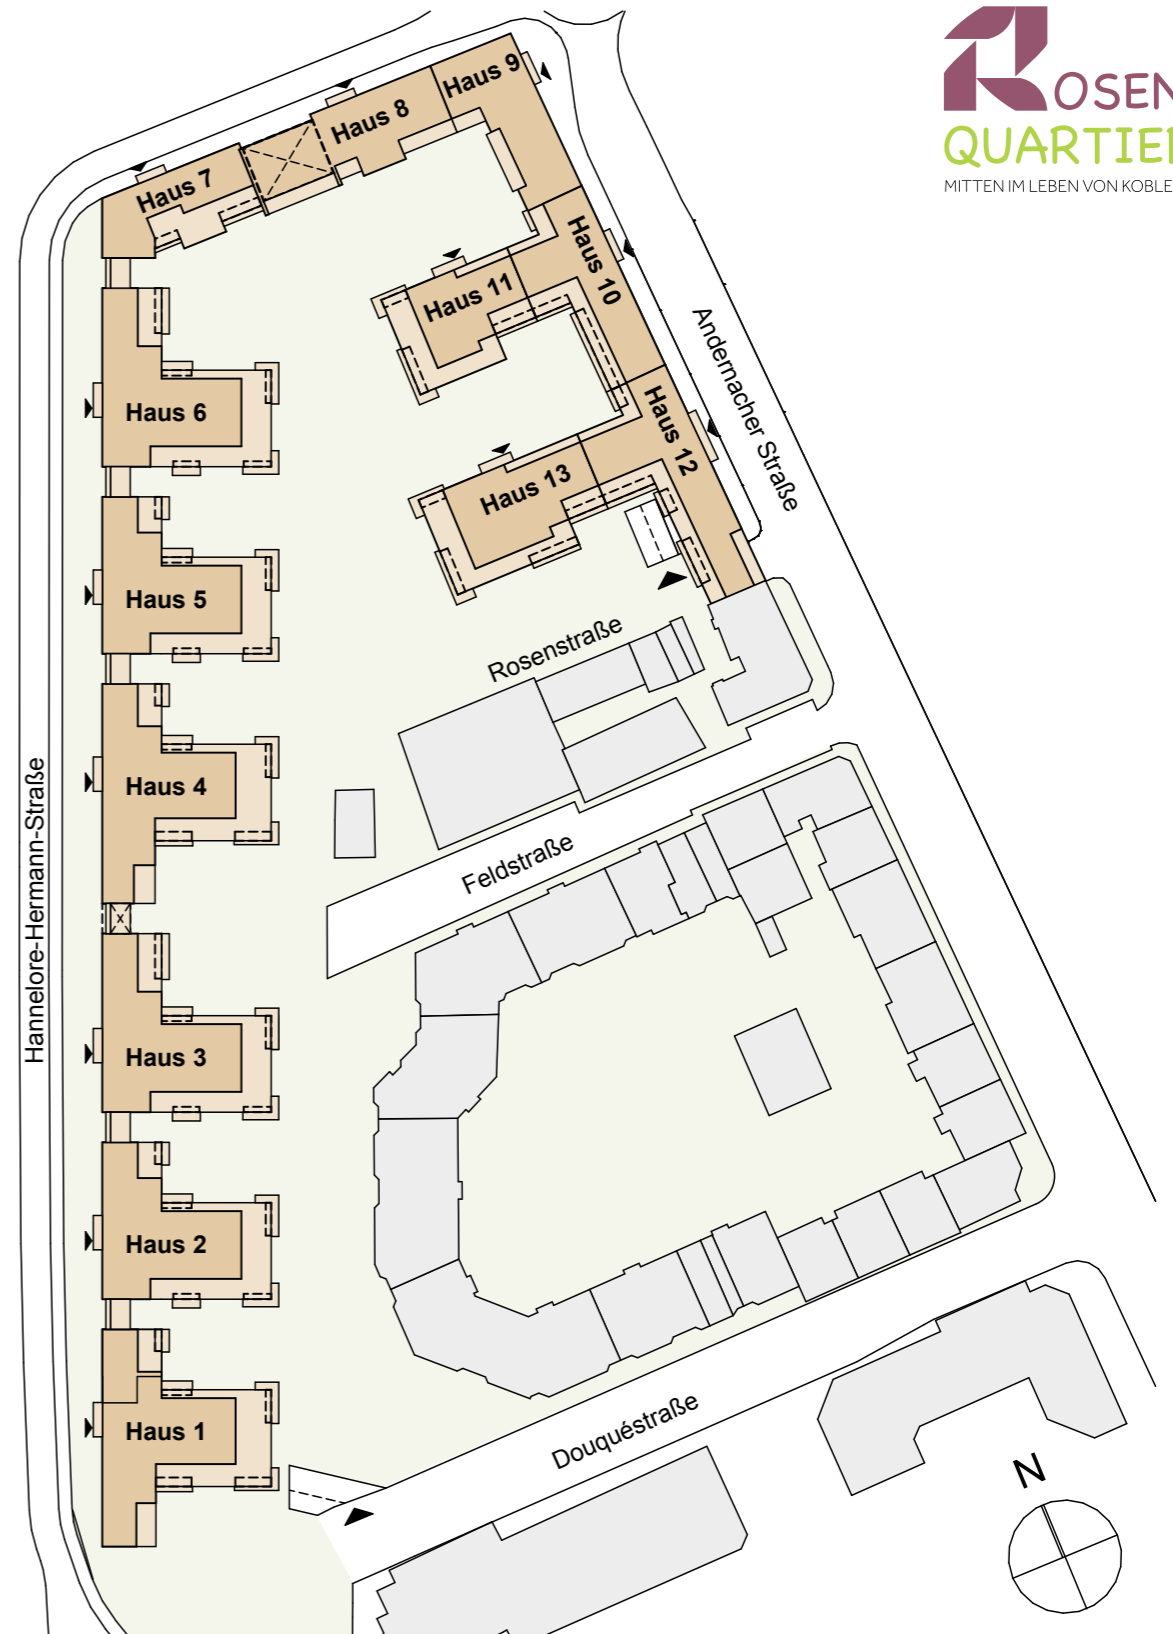 ROSEN
QUARTIER
MITTEN IM LEBEN VON KOBLE
Haus 9
Haus 8
Haus 7
Haus 10
Haus 11
Andernacher Straße
Haus 6
Haus 12
Haus 13
Haus 5
Rosenstraße
Haus 4
Hannelore-Hermann-Straße
Feldstraße
x
Haus 3
Haus 2
Haus 1
Douquéstraße
N